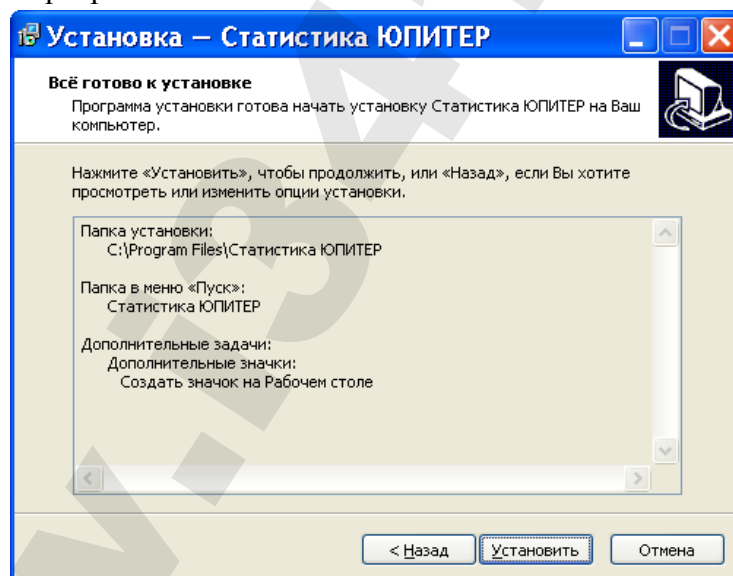 Установка — Статистика ЮПИТЕР
Всё готово к установке
Программа установки готова начать установку Статистика ЮПИТЕР на Ваш
компьютер.
Нажмите «Установить», чтобы продолжить, или «Назад», если Вы хотите
просмотреть или изменить опции установки.
Папка установки:
C:\Program Files\Статистика ЮПИТЕР
Папка в меню «Пуск»:
Статистика ЮПИТЕР
Дополнительные задачи:
Дополнительные значки:
Создать значок на Рабочем столе
< Назад
Установить
Отмена